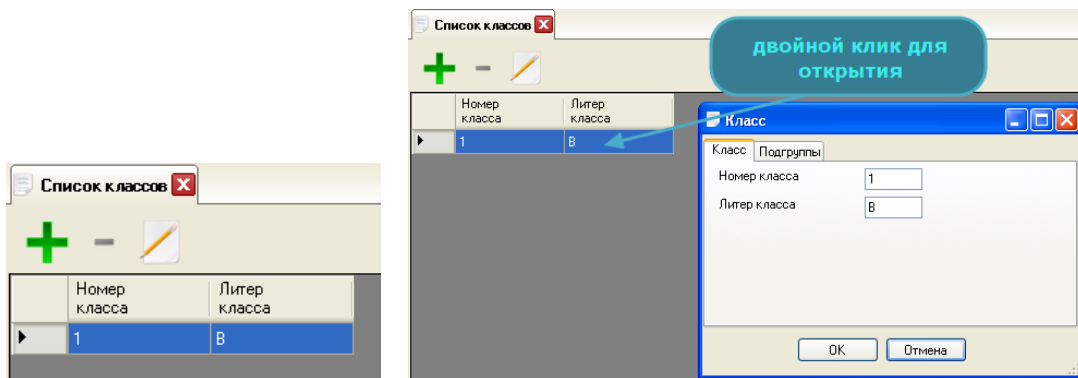 Список классов
Номер класса
Литер класса
1
В
Список классов
двойной клик для
открытия
Номер класса
Литер класса
1
В
Класс
Класс
Подгруппы
Номер класса
1
Литер класса
В
OK
Отмена